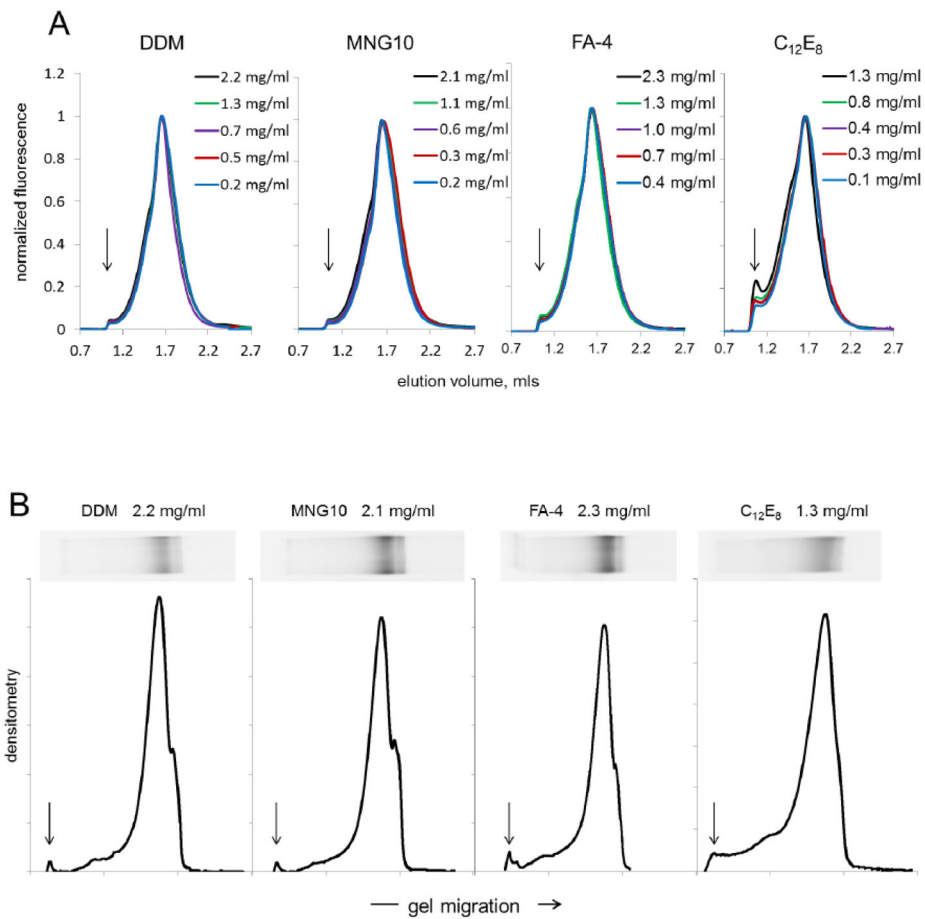 A
DDM
MNG10
FA-4
C₁₂E₈
normalized fluorescence
1.2
1
0.8
0.6
0.4
0.2
0
2.2 mg/ml
1.3 mg/ml
0.7 mg/ml
0.5 mg/ml
0.2 mg/ml
2.1 mg/ml
1.1 mg/ml
0.6 mg/ml
0.3 mg/ml
0.2 mg/ml
2.3 mg/ml
1.3 mg/ml
1.0 mg/ml
0.7 mg/ml
0.4 mg/ml
1.3 mg/ml
0.8 mg/ml
0.4 mg/ml
0.3 mg/ml
0.1 mg/ml
0.7 1.2 1.7 2.2 2.7
0.7 1.2 1.7 2.2 2.7
0.7 1.2 1.7 2.2 2.7
0.7 1.2 1.7 2.2 2.7
elution volume, mls
B
DDM 2.2 mg/ml
MNG10 2.1 mg/ml
FA-4 2.3 mg/ml
C₁₂E₈ 1.3 mg/ml
densitometry
gel migration